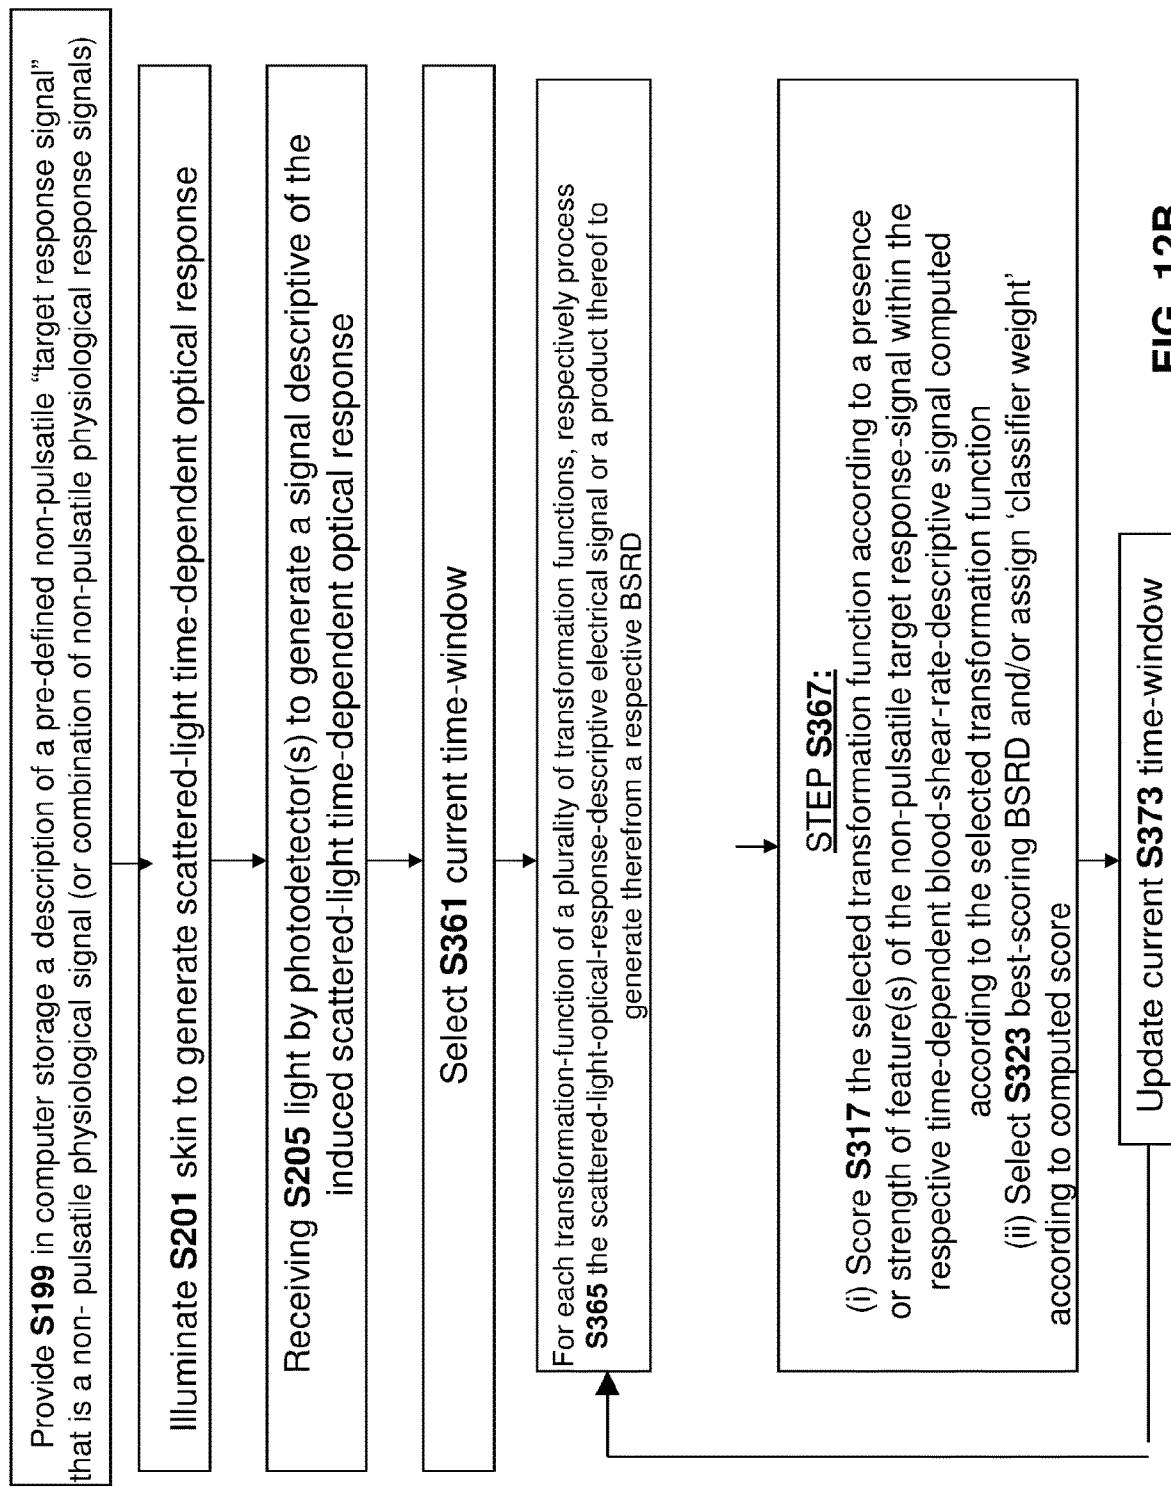 Provide S199 in computer storage a description of a pre-defined non-pulsatile “target response signal”
that is a non- pulsatile physiological signal (or combination of non-pulsatile physiological response signals)
Illuminate S201 skin to generate scattered-light time-dependent optical response
Receiving S205 light by photodetector(s) to generate a signal descriptive of the
induced scattered-light time-dependent optical response
Select S361 current time-window
For each transformation-function of a plurality of transformation functions, respectively process
S365 the scattered-light-optical-response-descriptive electrical signal or a product thereof to
generate therefrom a respective BSRD
STEP S367:
(i) Score S317 the selected transformation function according to a presence
or strength of feature(s) of the non-pulsatile target response-signal within the
respective time-dependent blood-shear-rate-descriptive signal computed
according to the selected transformation function
(ii) Select S323 best-scoring BSRD and/or assign ‘classifier weight’
according to computed score
Update current S373 time-window
FIG. 12B